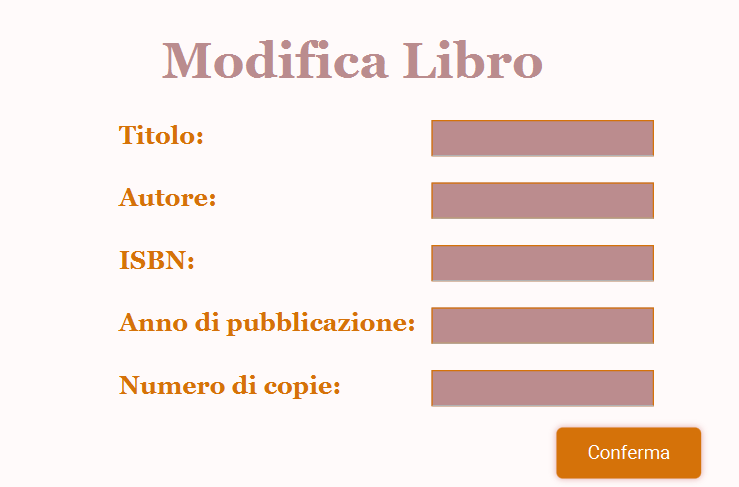 Modifica Libro
Titolo:
Autore:
ISBN:
Anno di pubblicazione:
Numero di copie:
Conferma